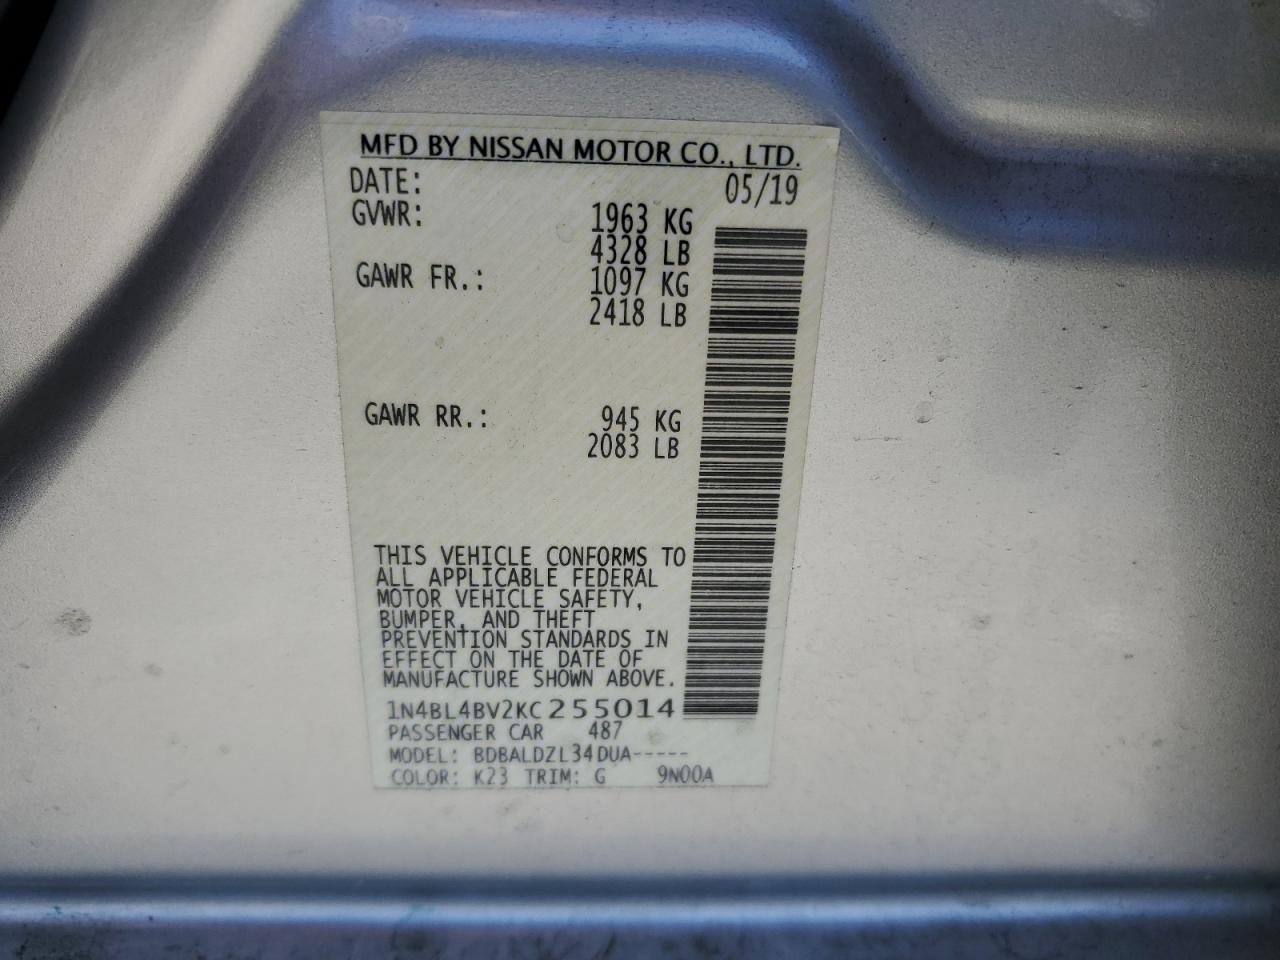 MFD BY NISSAN MOTOR CO., LTD.
DATE: 05/19
GVWR: 1963 KG
4328 LB
GAWR FR.: 1097 KG
2418 LB
GAWR RR.: 945 KG
2083 LB
THIS VEHICLE CONFORMS TO
ALL APPLICABLE FEDERAL
MOTOR VEHICLE SAFETY,
BUMPER, AND THEFT
PREVENTION STANDARDS IN
EFFECT ON THE DATE OF
MANUFACTURE SHOWN ABOVE.
1N4BL4BV2KC255014
PASSENGER CAR 487
MODEL: BDBALDZL34DUA-----
COLOR: K23 TRIM: G 9N00A